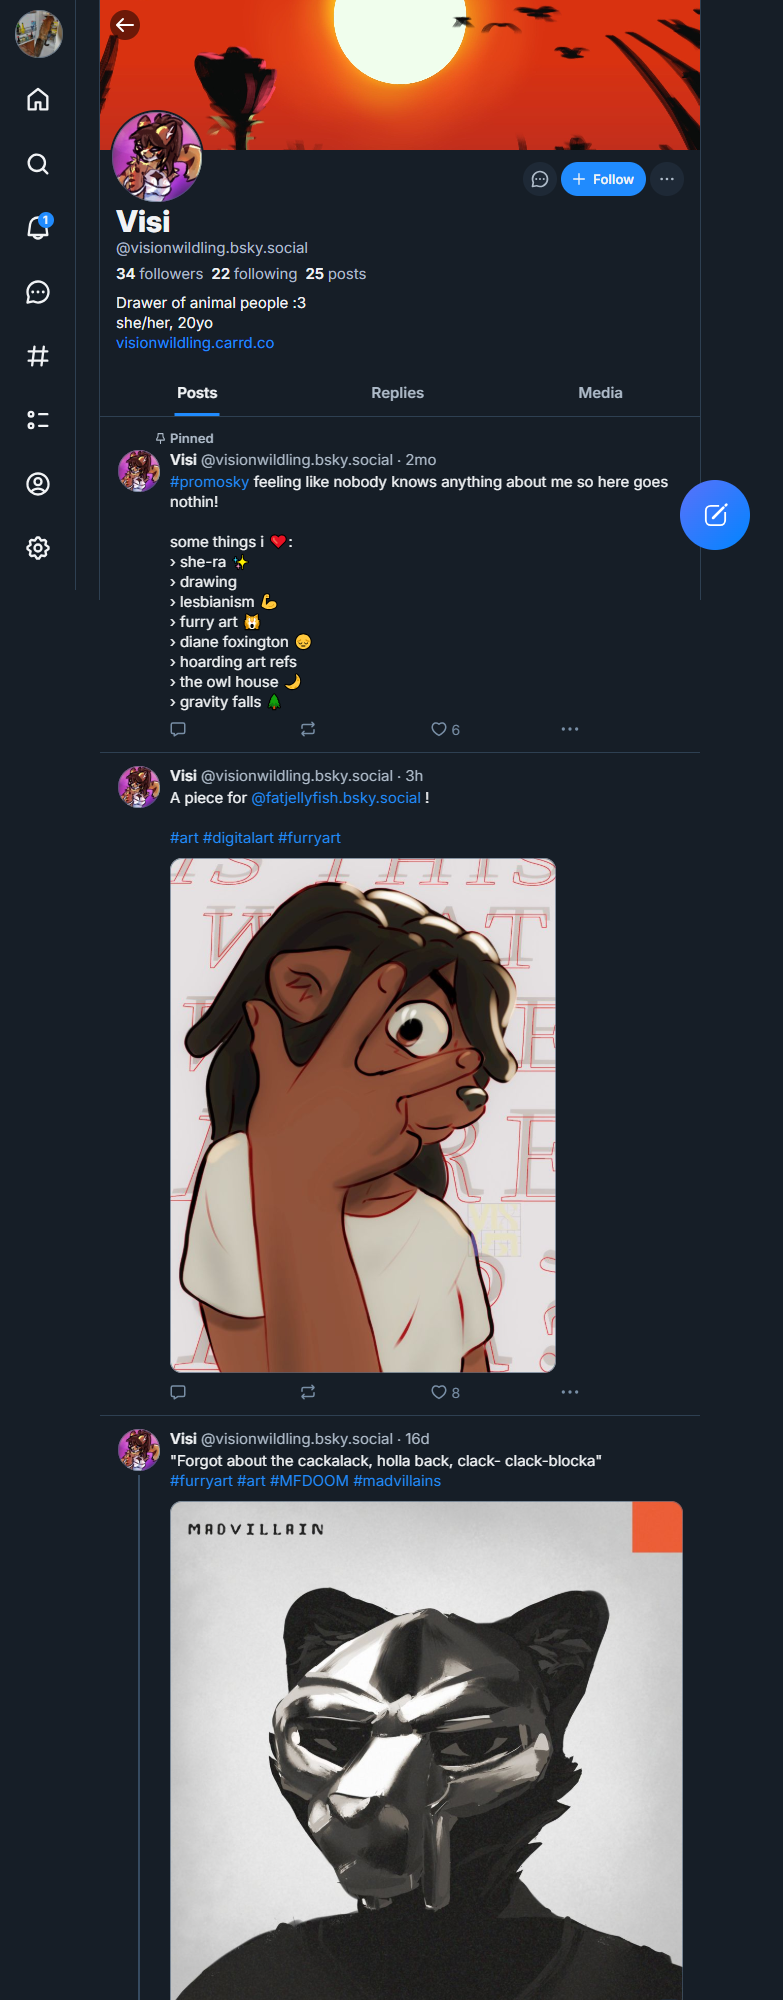 1
Follow
Visi
@visionwildling.bsky.social
34 followers 22 following 25 posts
Drawer of animal people :3
she/her, 20yo
visionwildling.carrd.co
Posts Replies Media
Pinned
Visi @visionwildling.bsky.social · 2mo
#promosky feeling like nobody knows anything about me so here goes
nothin!
some things i ❤️:
› she-ra ✨
› drawing
› lesbianism 💪
› furry art 🙀
› diane foxington 😞
› hoarding art refs
› the owl house 🌙
› gravity falls 🌲
6
Visi @visionwildling.bsky.social · 3h
A piece for @fatjellyfish.bsky.social !
#art #digitalart #furryart
IS THIS
8
Visi @visionwildling.bsky.social · 16d
"Forgot about the cackalack, holla back, clack- clack-blocka"
#furryart #art #MFDOOM #madvillains
MADVILLAIN